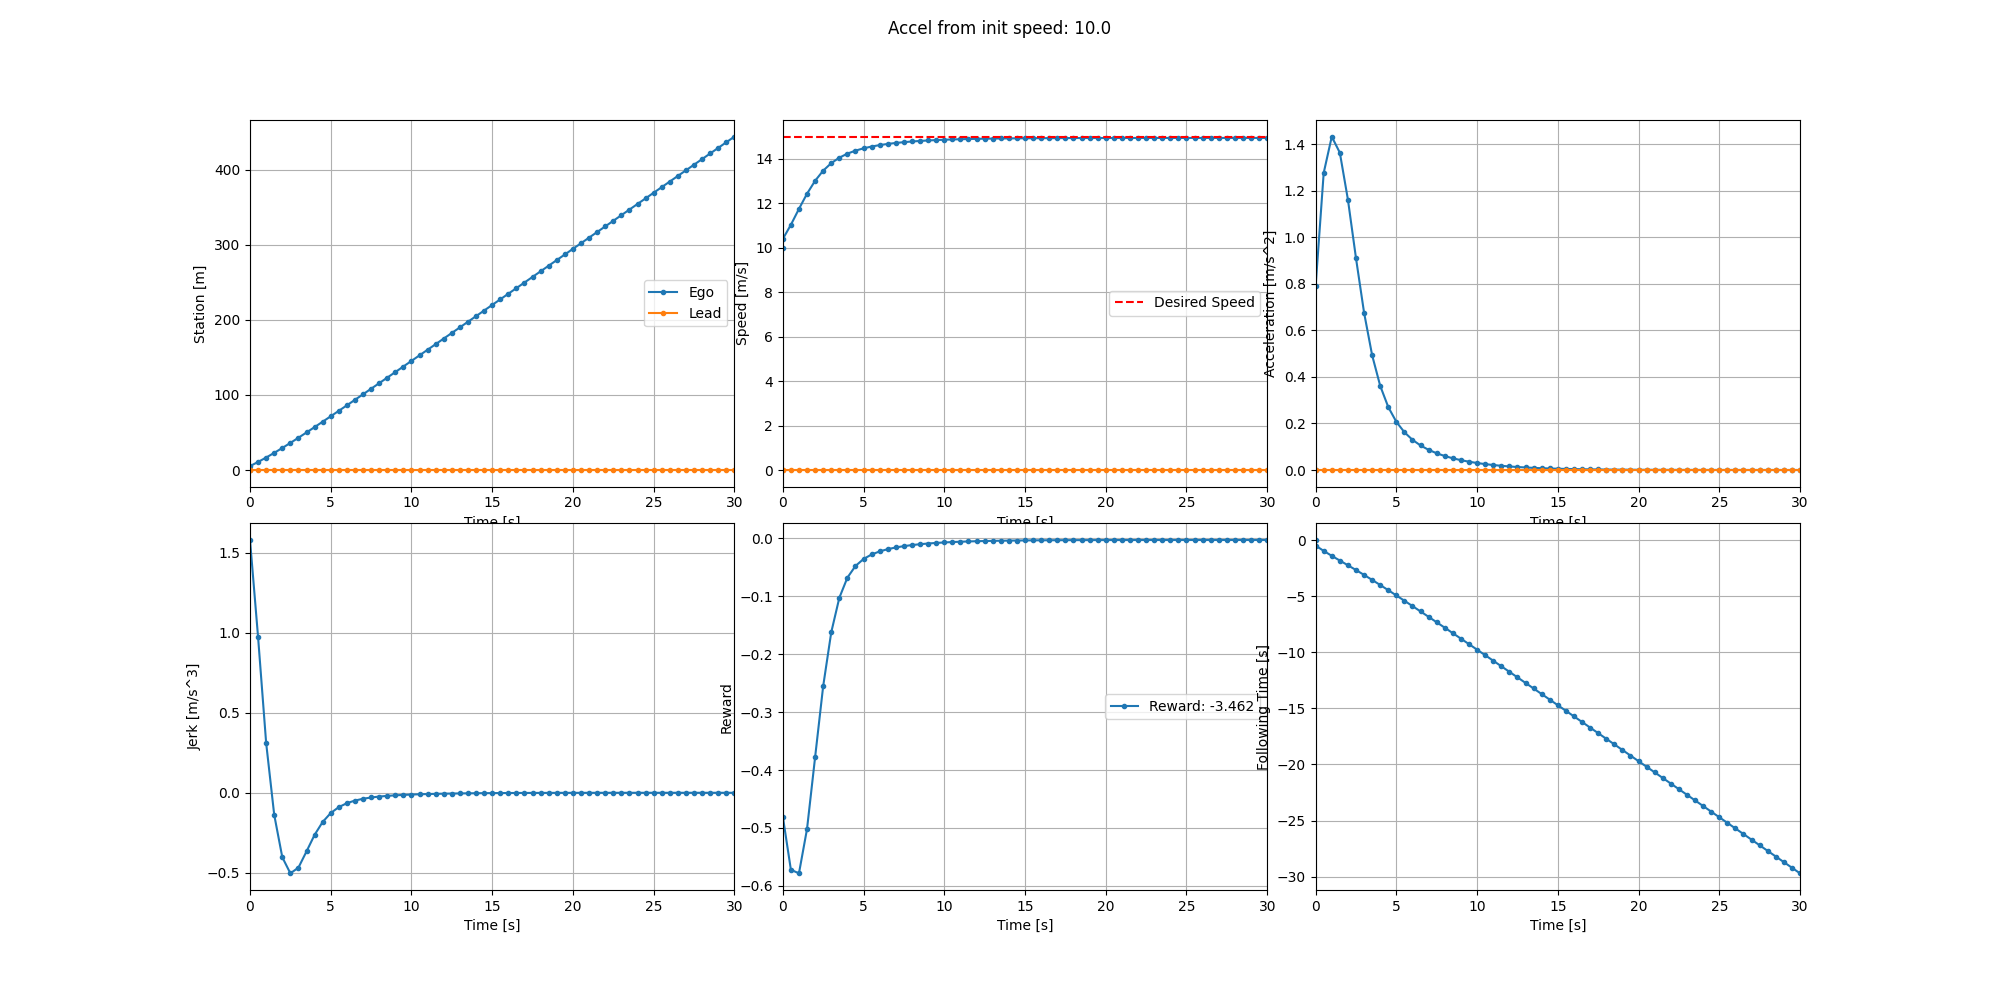 Accel from init speed: 10.0
Station [m]
400
300
200
100
0
Ego
Lead
0 5 10 15 20 25 30
Time [s]
Speed [m/s]
14
12
10
8
6
4
2
0
Desired Speed
0 5 10 15 20 25 30
Time [s]
Acceleration [m/s^2]
1.4
1.2
1.0
0.8
0.6
0.4
0.2
0.0
0 5 10 15 20 25 30
Time [s]
Jerk [m/s^3]
1.5
1.0
0.5
0.0
−0.5
0 5 10 15 20 25 30
Time [s]
Reward
0.0
−0.1
−0.2
−0.3
−0.4
−0.5
−0.6
Reward: -3.462
0 5 10 15 20 25 30
Time [s]
Following Time [s]
0
−5
−10
−15
−20
−25
−30
0 5 10 15 20 25 30
Time [s]